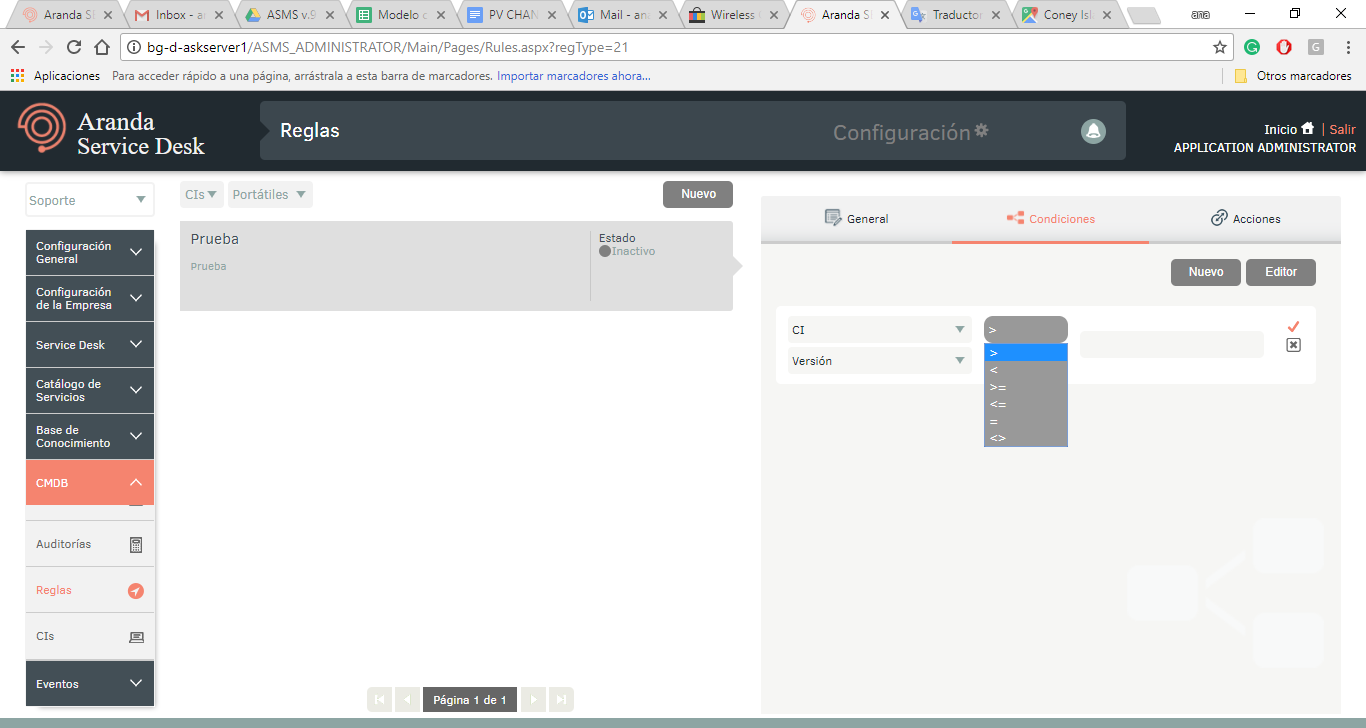 Aranda S
Inbox - a
ASMS v.9
Modelo c
PV CHAN
Mail - ana
Wireless
Aranda S
Traductor
Coney Isl
ana
bg-d-askserver1/ASMS_ADMINISTRATOR/Main/Pages/Rules.aspx?regType=21
Aplicaciones Para acceder rápido a una página, arrástrala a esta barra de marcadores. Importar marcadores ahora... Otros marcadores
Aranda
Service Desk
Reglas
Configuración
Inicio | Salir
APPLICATION ADMINISTRATOR
Soporte
Configuración
General
Configuración
de la Empresa
Service Desk
Catálogo de
Servicios
Base de
Conocimiento
CMDB
Auditorías
Reglas
CIs
Eventos
CIs Portátiles Nuevo
Prueba
Prueba
Estado
Inactivo
Página 1 de 1
General Condiciones Acciones
Nuevo Editor
CI
Versión
>
>
<
>=
<=
=
<>